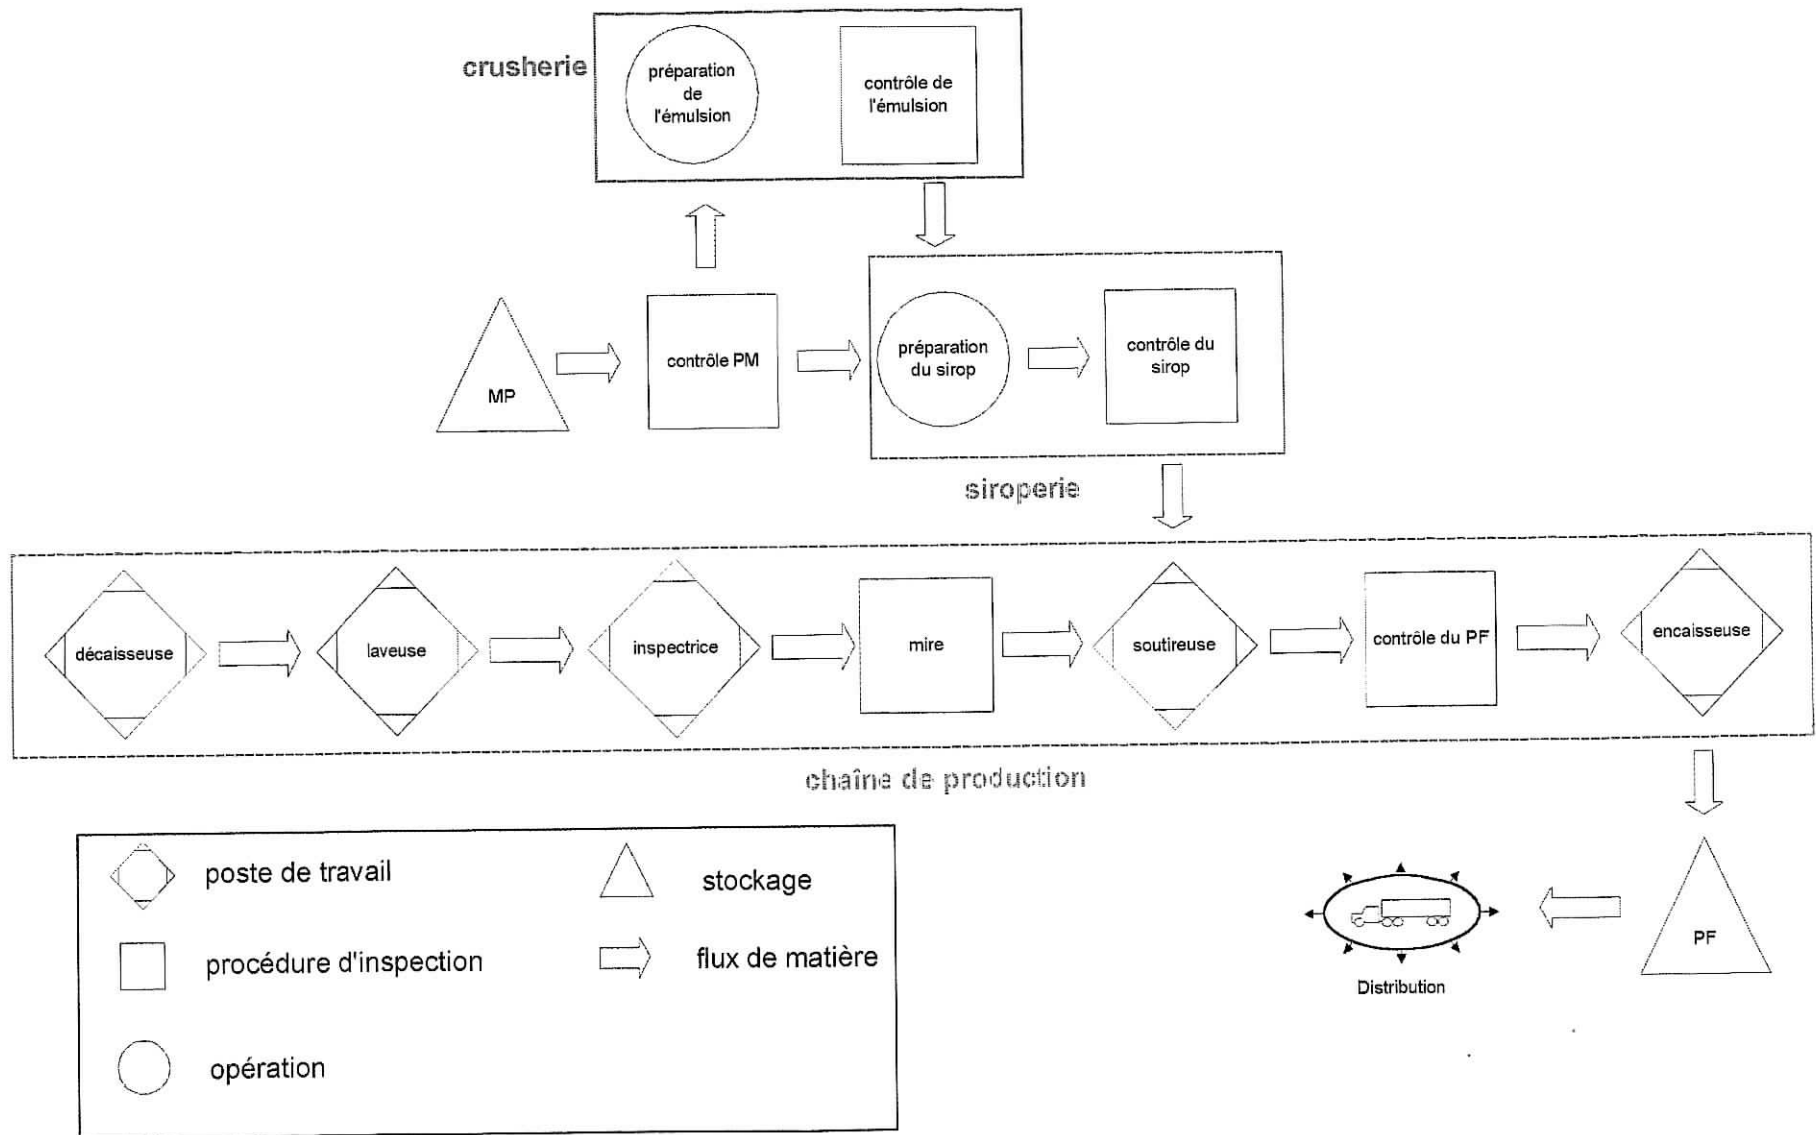 crusherie
préparation
de
l'émulsion
contrôle de
l'émulsion
MP
contrôle PM
préparation
du sirop
contrôle du
sirop
siroperie
décaisseuse
laveuse
inspectrice
mire
soutireuse
contrôle du PF
encaisseuse
chaîne de production
poste de travail
stockage
procédure d'inspection
flux de matière
opération
PF
Distribution